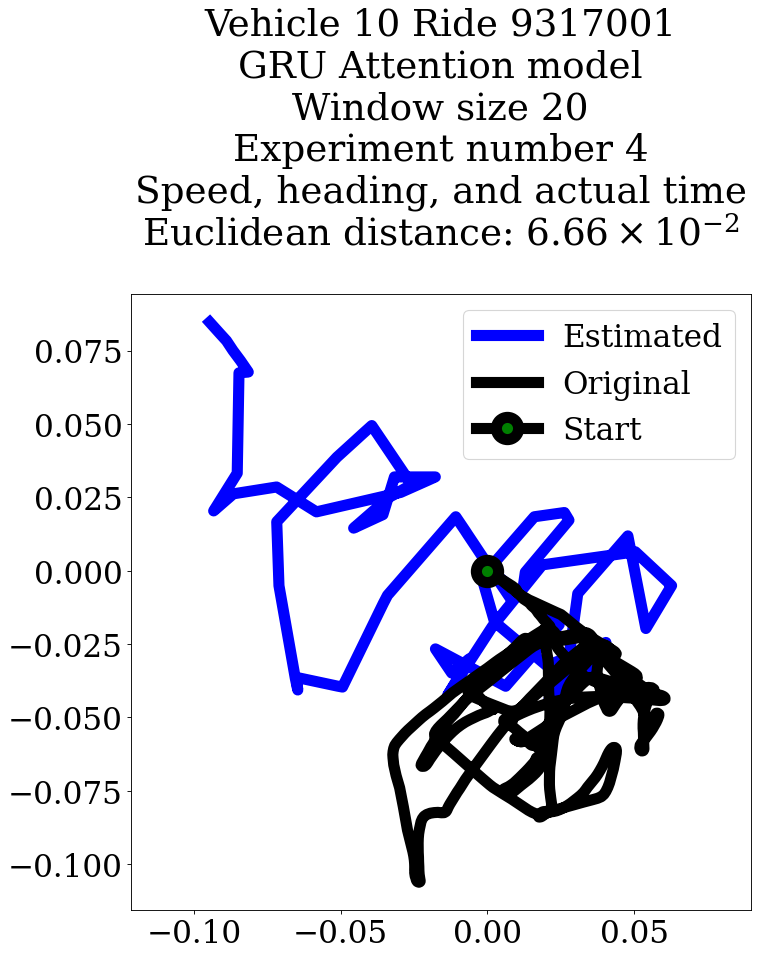 Vehicle 10 Ride 9317001
GRU Attention model
Window size 20
Experiment number 4
Speed, heading, and actual time
Euclidean distance: 6.66 × 10⁻²
Estimated
Original
Start
0.075
0.050
0.025
0.000
−0.025
−0.050
−0.075
−0.100
−0.10 −0.05 0.00 0.05